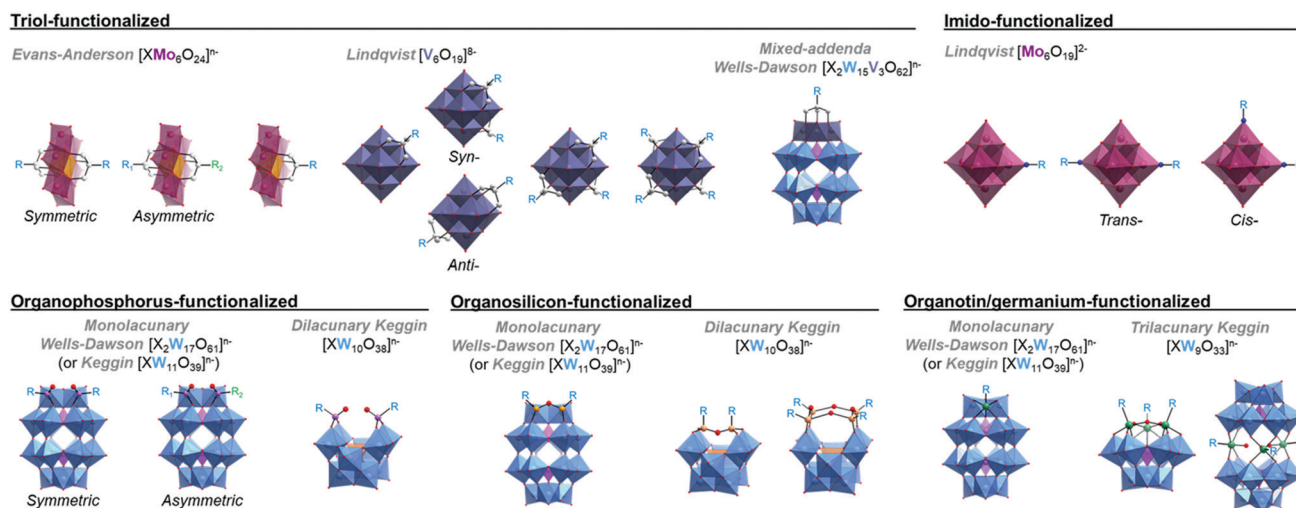 Triol-functionalized
Evans-Anderson [XMo₆O₂₄]ⁿ⁻
Lindqvist [V₆O₁₉]⁸⁻
Mixed-addenda
Wells-Dawson [X₂W₁₅V₃O₆₂]ⁿ⁻
R
R
R₁
R₂
R
Symmetric
Asymmetric
R
R
R
Syn-
R
R
Anti-
R
R
R
R
R
R
R
R
Imido-functionalized
Lindqvist [Mo₆O₁₉]²⁻
R
R
R
R
Trans-
Cis-
Organophosphorus-functionalized
Monolacunary
Wells-Dawson [X₂W₁₇O₆₁]ⁿ⁻
(or Keggin [XW₁₁O₃₉]ⁿ⁻)
Dilacunary Keggin
[XW₁₀O₃₈]ⁿ⁻
R
R
R₁
R₂
R
R
Symmetric
Asymmetric
Organosilicon-functionalized
Monolacunary
Wells-Dawson [X₂W₁₇O₆₁]ⁿ⁻
(or Keggin [XW₁₁O₃₉]ⁿ⁻)
Dilacunary Keggin
[XW₁₀O₃₈]ⁿ⁻
R
R
R
R
R
R
R
R
Organotin/germanium-functionalized
Monolacunary
Wells-Dawson [X₂W₁₇O₆₁]ⁿ⁻
(or Keggin [XW₁₁O₃₉]ⁿ⁻)
Trilacunary Keggin
[XW₉O₃₃]ⁿ⁻
R
R
R
R
R
R